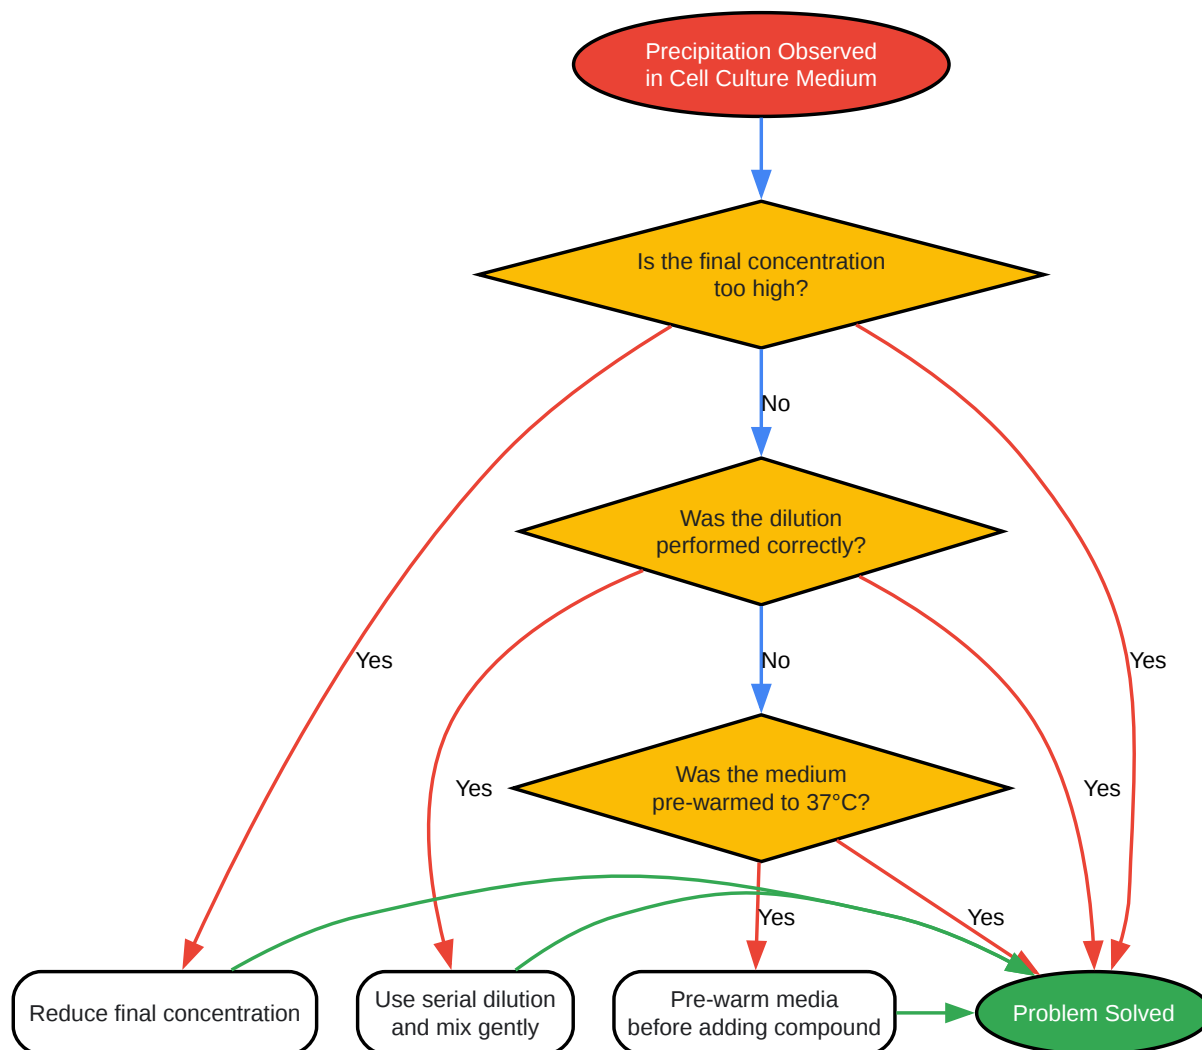 Precipitation Observed
in Cell Culture Medium
Is the final concentration
too high?
No
Was the dilution
performed correctly?
Yes
No
Yes
Was the medium
pre-warmed to 37°C?
Yes
Yes
Yes
Yes
Reduce final concentration
Use serial dilution
and mix gently
Pre-warm media
before adding compound
Problem Solved